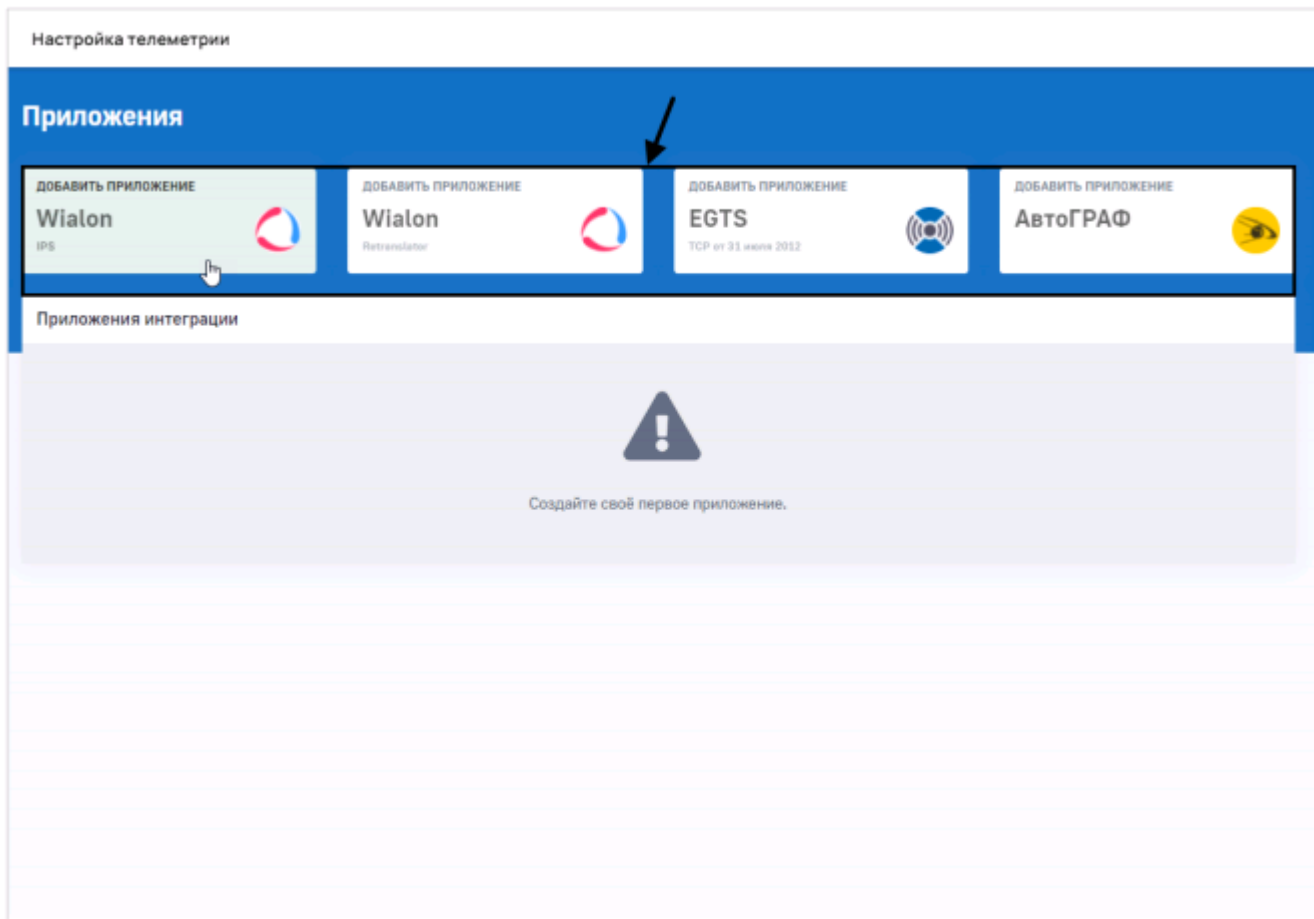 Настройка телеметрии
Приложения
ДОБАВИТЬ ПРИЛОЖЕНИЕ
Wialon
IPS
ДОБАВИТЬ ПРИЛОЖЕНИЕ
Wialon
Retranslator
ДОБАВИТЬ ПРИЛОЖЕНИЕ
EGTS
TCP от 31 июля 2012
ДОБАВИТЬ ПРИЛОЖЕНИЕ
АвтоГРАФ
Приложения интеграции
Создайте своё первое приложение.